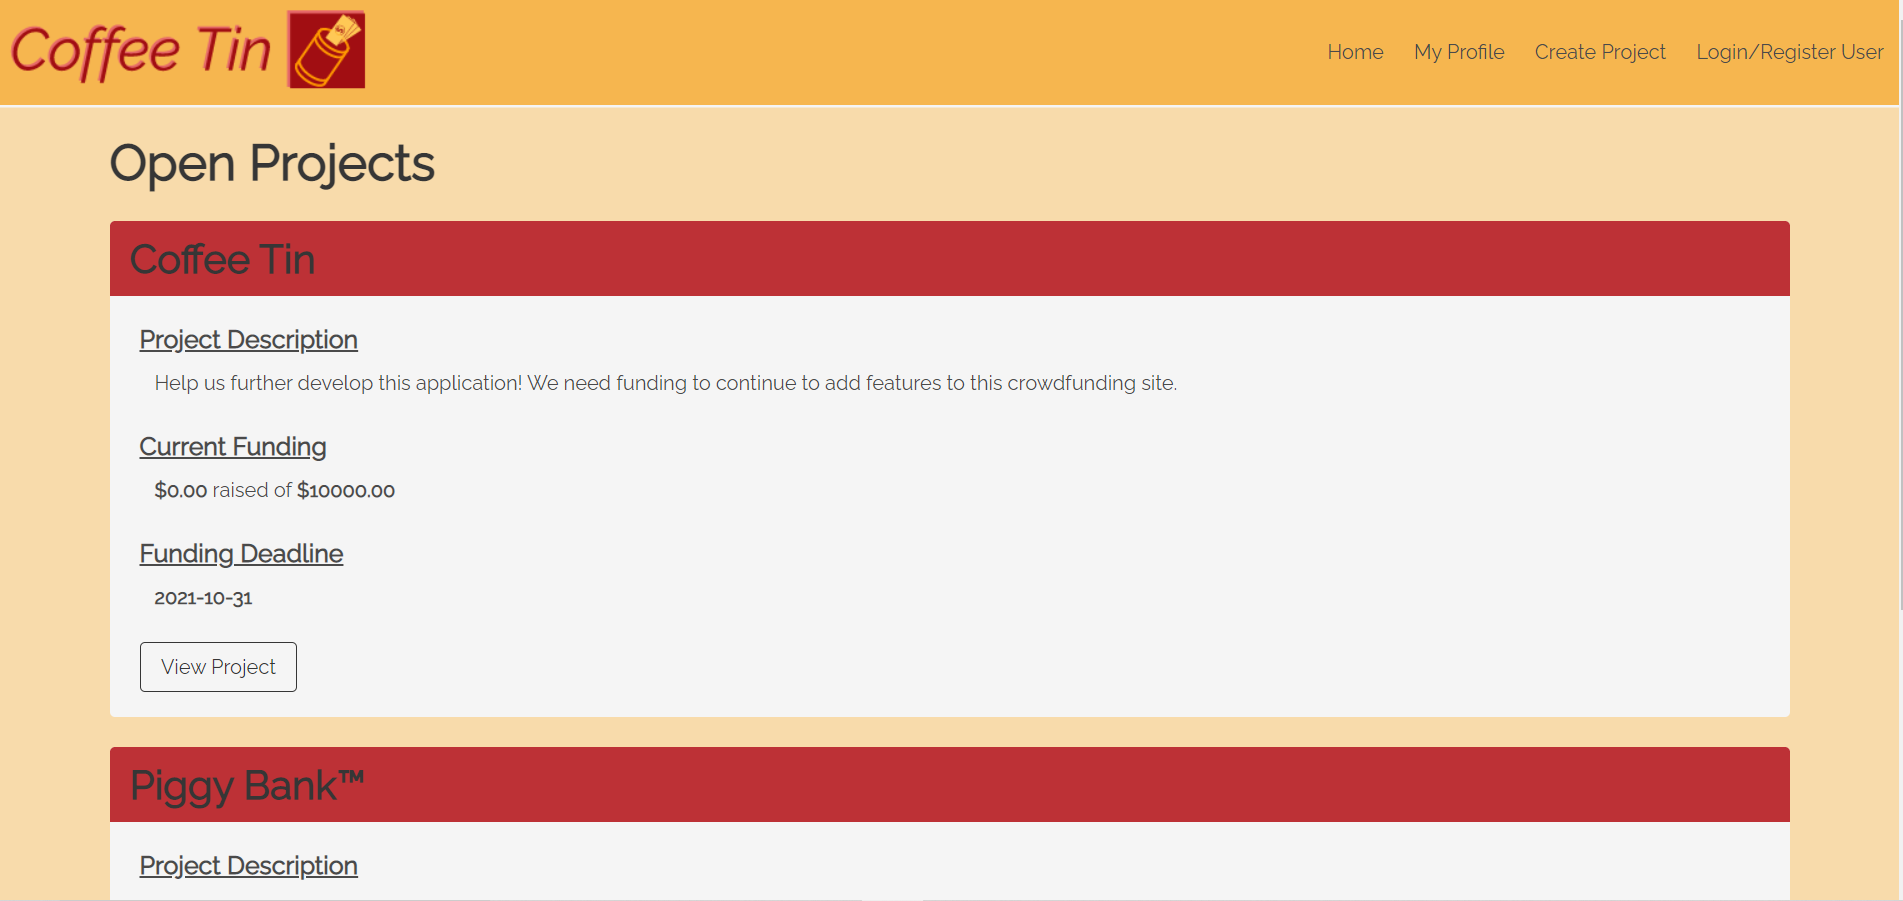 Coffee Tin
Home My Profile Create Project Login/Register User
Open Projects
Coffee Tin
Project Description
Help us further develop this application! We need funding to continue to add features to this crowdfunding site.
Current Funding
$0.00 raised of $10000.00
Funding Deadline
2021-10-31
View Project
Piggy Bank™
Project Description